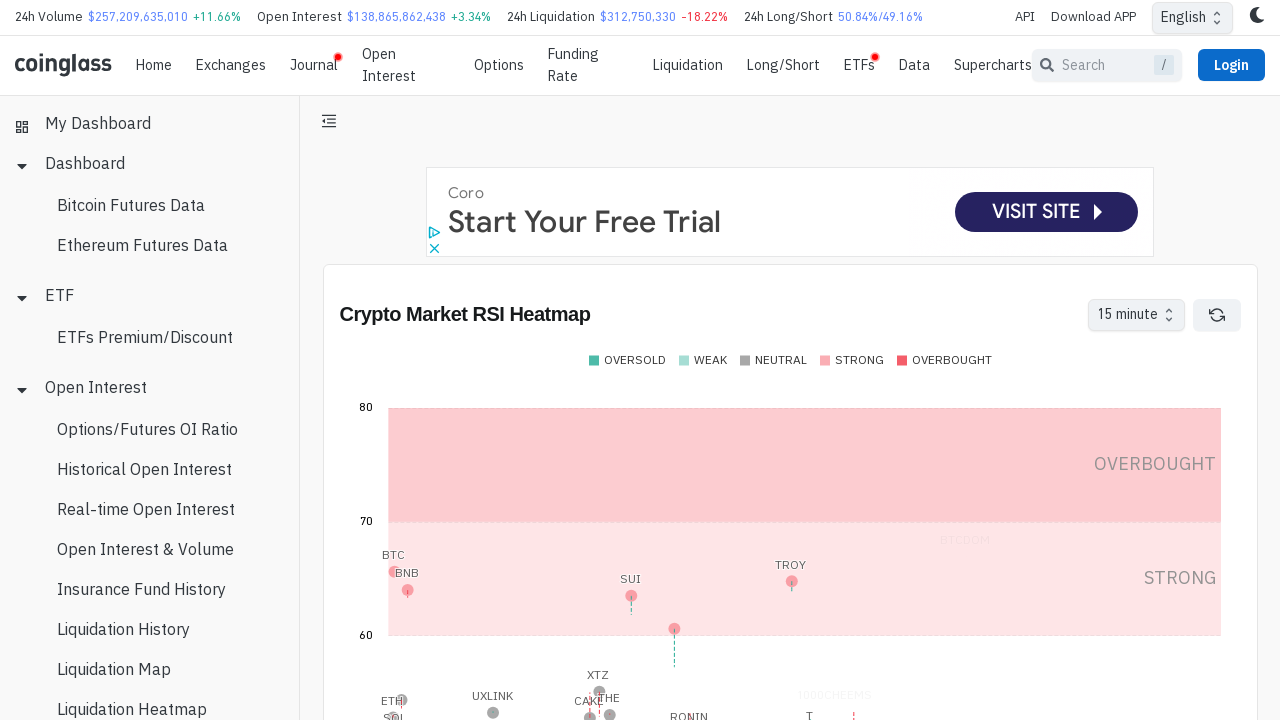 24h Volume $257,209,635,010 +11.66% Open Interest $138,865,862,438 +3.34% 24h Liquidation $312,750,330 -18.22% 24h Long/Short 50.84%/49.16% API Download APP English
coinglass Home Exchanges Journal Open Interest Options Funding Rate Liquidation Long/Short ETFs Data Supercharts Search / Login
My Dashboard
Dashboard
Bitcoin Futures Data
Ethereum Futures Data
ETF
ETFs Premium/Discount
Open Interest
Options/Futures OI Ratio
Historical Open Interest
Real-time Open Interest
Open Interest & Volume
Insurance Fund History
Liquidation History
Liquidation Map
Liquidation Heatmap
Coro
Start Your Free Trial
VISIT SITE
Crypto Market RSI Heatmap
15 minute
OVERSOLD WEAK NEUTRAL STRONG OVERBOUGHT
80
OVERBOUGHT
70
BTCDOM
BTC
TROY
BNB
SUI
STRONG
60
XTZ
1000CHEEMS
UXLINK
THE
ETH
CAKE
SOL
RONIN
T